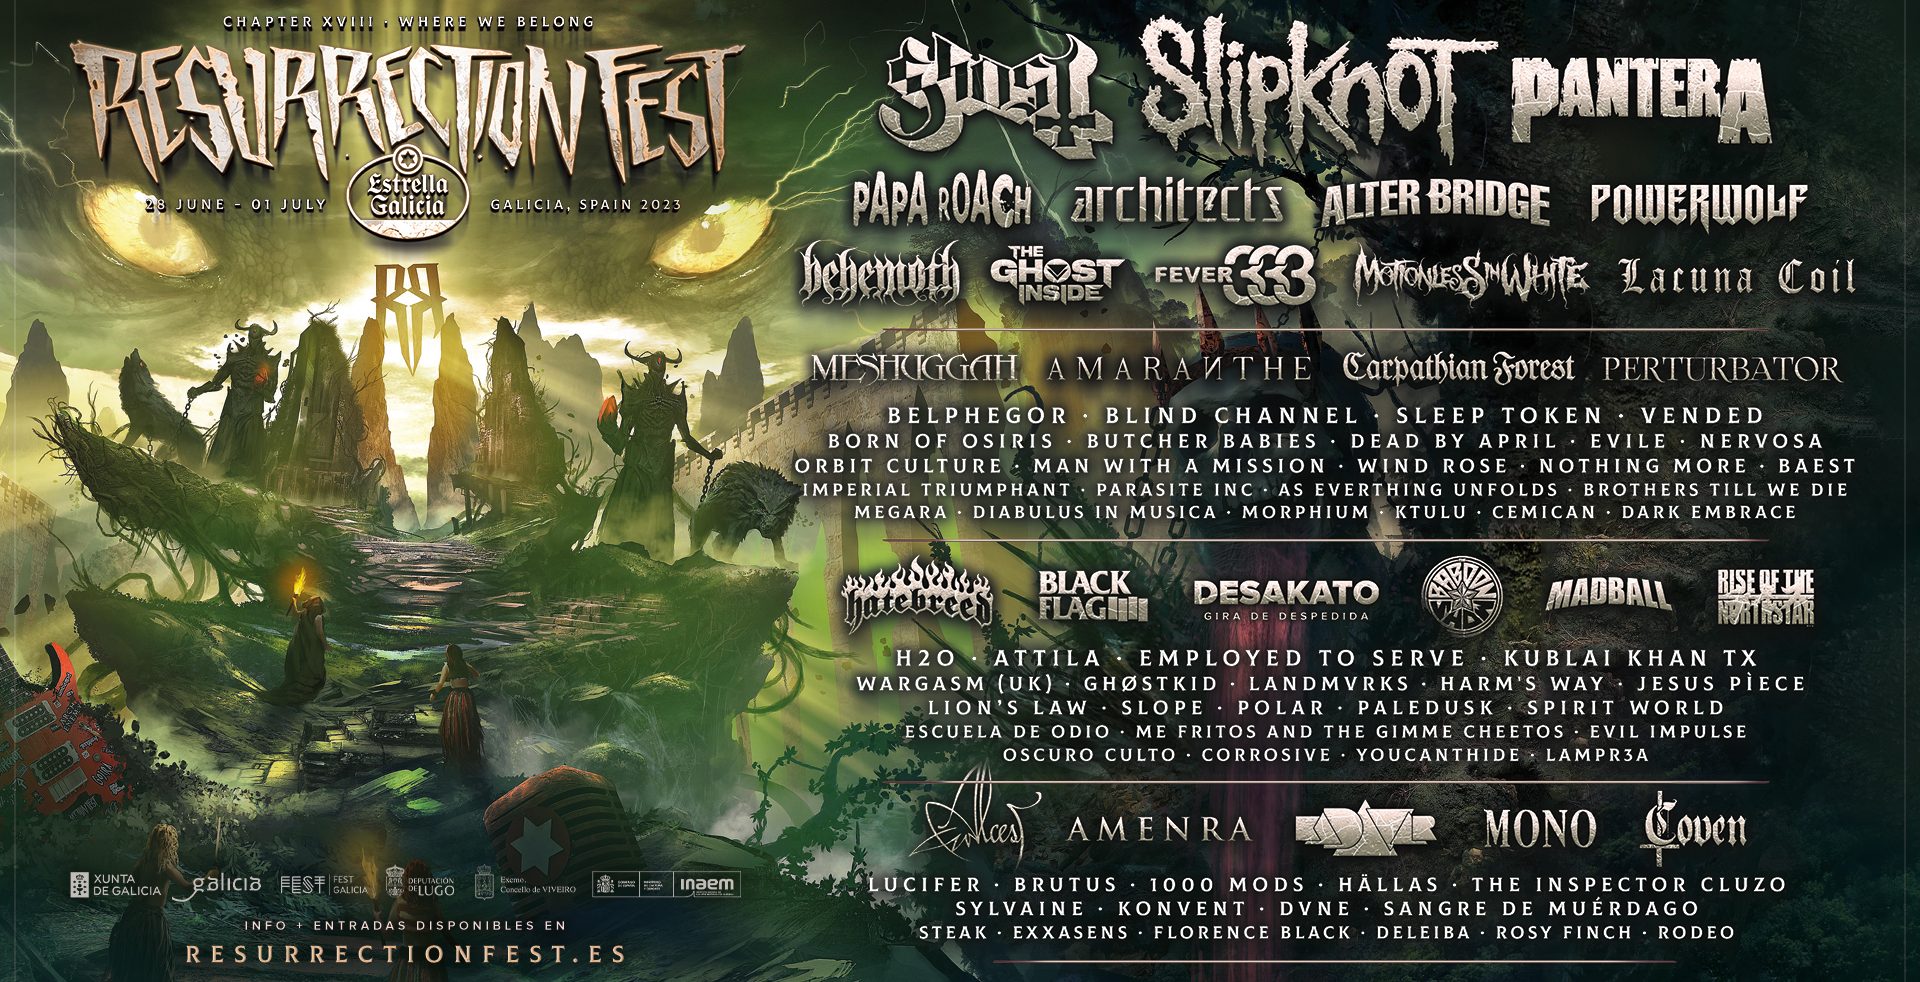 CHAPTER XVIII · WHERE WE BELONG
RESURRECTION FEST
Estrella
Galicia
28 JUNE - 01 JULY
GALICIA, SPAIN 2023
XUNTA
DE GALICIA
galicia
FEST
FEST
GALICIA
DEPUTACIÓN
DE LUGO
Excmo.
Concello de VIVEIRO
inaem
INFO + ENTRADAS DISPONIBLES EN
RESURRECTIONFEST.ES
Ghost Slipknot PANTERA
PAPA ROACH architects ALTER BRIDGE POWERWOLF
behemoth THE GHOST INSIDE FEVER 333 MOTIONLESS IN WHITE Lacuna Coil
MESHUGGAH AMARANTHE Carpathian Forest PERTURBATOR
BELPHEGOR · BLIND CHANNEL · SLEEP TOKEN · VENDED
BORN OF OSIRIS · BUTCHER BABIES · DEAD BY APRIL · EVILE · NERVOSA
ORBIT CULTURE · MAN WITH A MISSION · WIND ROSE · NOTHING MORE · BAEST
IMPERIAL TRIUMPHANT · PARASITE INC · AS EVERTHING UNFOLDS · BROTHERS TILL WE DIE
MEGARA · DIABULUS IN MUSICA · MORPHIUM · KTULU · CEMICAN · DARK EMBRACE
hatebreed BLACK FLAG DESAKATO GIRA DE DESPEDIDA RABOON MADBALL RISE OF THE NORTHSTAR
H2O · ATTILA · EMPLOYED TO SERVE · KUBLAI KHAN TX
WARGASM (UK) · GHØSTKID · LANDMVRKS · HARM'S WAY · JESUS PÌECE
LION'S LAW · SLOPE · POLAR · PALEDUSK · SPIRIT WORLD
ESCUELA DE ODIO · ME FRITOS AND THE GIMME CHEETOS · EVIL IMPULSE
OSCURO CULTO · CORROSIVE · YOUCANTHIDE · LAMPR3A
Alcest AMENRA KADAVAR MONO Coven
LUCIFER · BRUTUS · 1000 MODS · HÄLLAS · THE INSPECTOR CLUZO
SYLVAINE · KONVENT · DVNE · SANGRE DE MUÉRDAGO
STEAK · EXXASENS · FLORENCE BLACK · DELEIBA · ROSY FINCH · RODEO